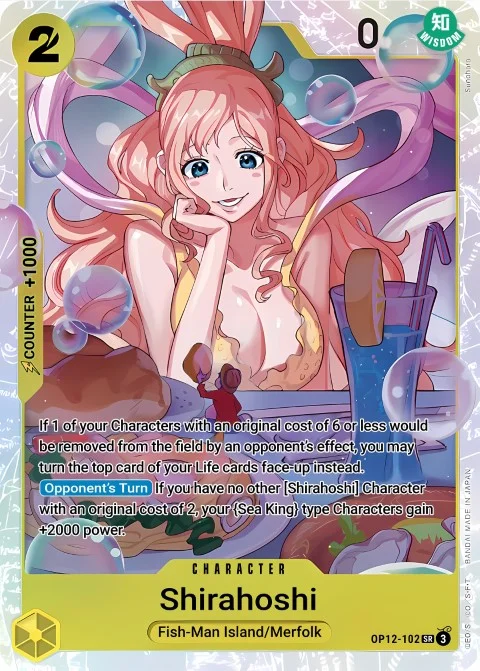 2
0
知
WISDOM
Sunohara
COUNTER +1000
If 1 of your Characters with an original cost of 6 or less would
be removed from the field by an opponent's effect, you may
turn the top card of your Life cards face-up instead.
Opponent's Turn If you have no other [Shirahoshi] Character
with an original cost of 2, your {Sea King} type Characters gain
+2000 power.
CHARACTER
Shirahoshi
Fish-Man Island/Merfolk
OP12-102 SR 3
BANDAI MADE IN JAPAN